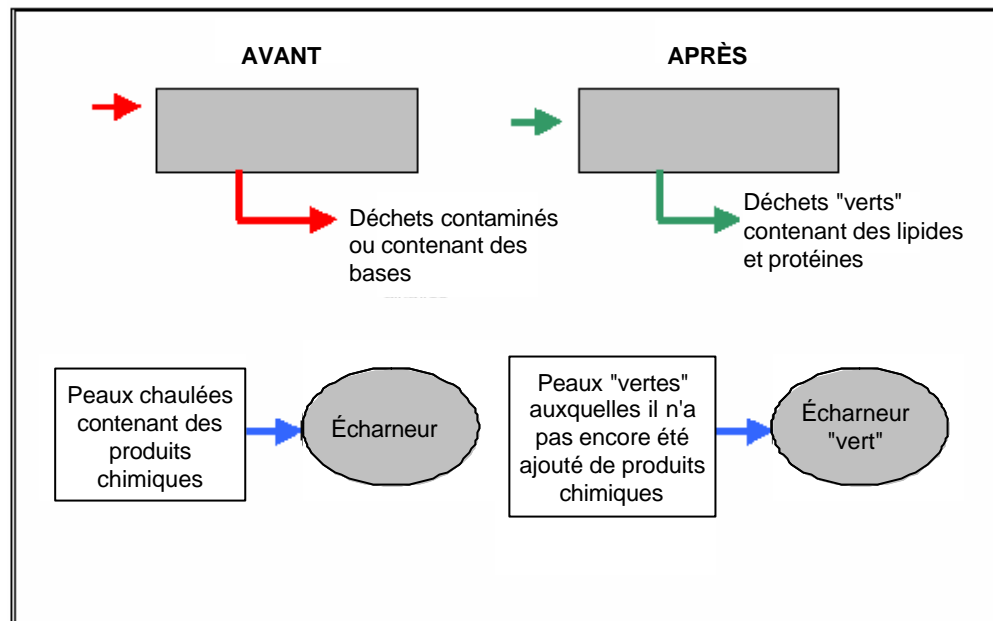 AVANT
APRÈS
Déchets contaminés
ou contenant des
bases
Déchets "verts"
contenant des lipides
et protéines
Peaux chaulées
contenant des
produits
chimiques
Écharneur
Peaux "vertes"
auxquelles il n'a
pas encore été
ajouté de produits
chimiques
Écharneur
"vert"